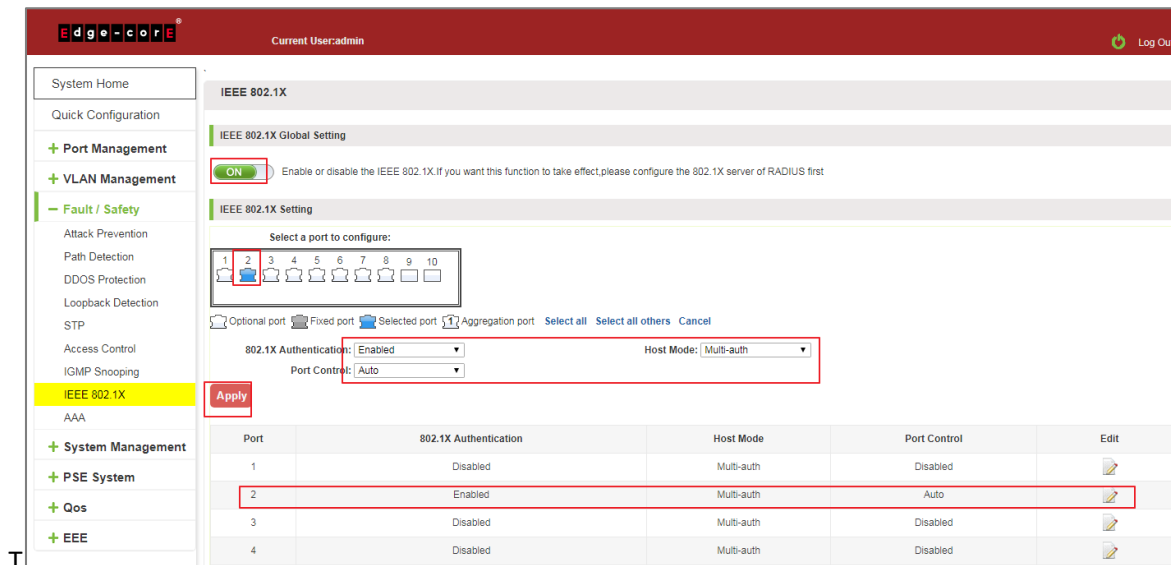 Edge-corE®
Current User:admin
Log Ou
System Home
Quick Configuration
+ Port Management
+ VLAN Management
− Fault / Safety
Attack Prevention
Path Detection
DDOS Protection
Loopback Detection
STP
Access Control
IGMP Snooping
IEEE 802.1X
AAA
+ System Management
+ PSE System
+ Qos
+ EEE
IEEE 802.1X
IEEE 802.1X Global Setting
ON Enable or disable the IEEE 802.1X.If you want this function to take effect,please configure the 802.1X server of RADIUS first
IEEE 802.1X Setting
Select a port to configure:
1 2 3 4 5 6 7 8 9 10
Optional port Fixed port Selected port 1 Aggregation port Select all Select all others Cancel
802.1X Authentication: Enabled Host Mode: Multi-auth
Port Control: Auto
Apply
Port 802.1X Authentication Host Mode Port Control Edit
1 Disabled Multi-auth Disabled
2 Enabled Multi-auth Auto
3 Disabled Multi-auth Disabled
4 Disabled Multi-auth Disabled
T